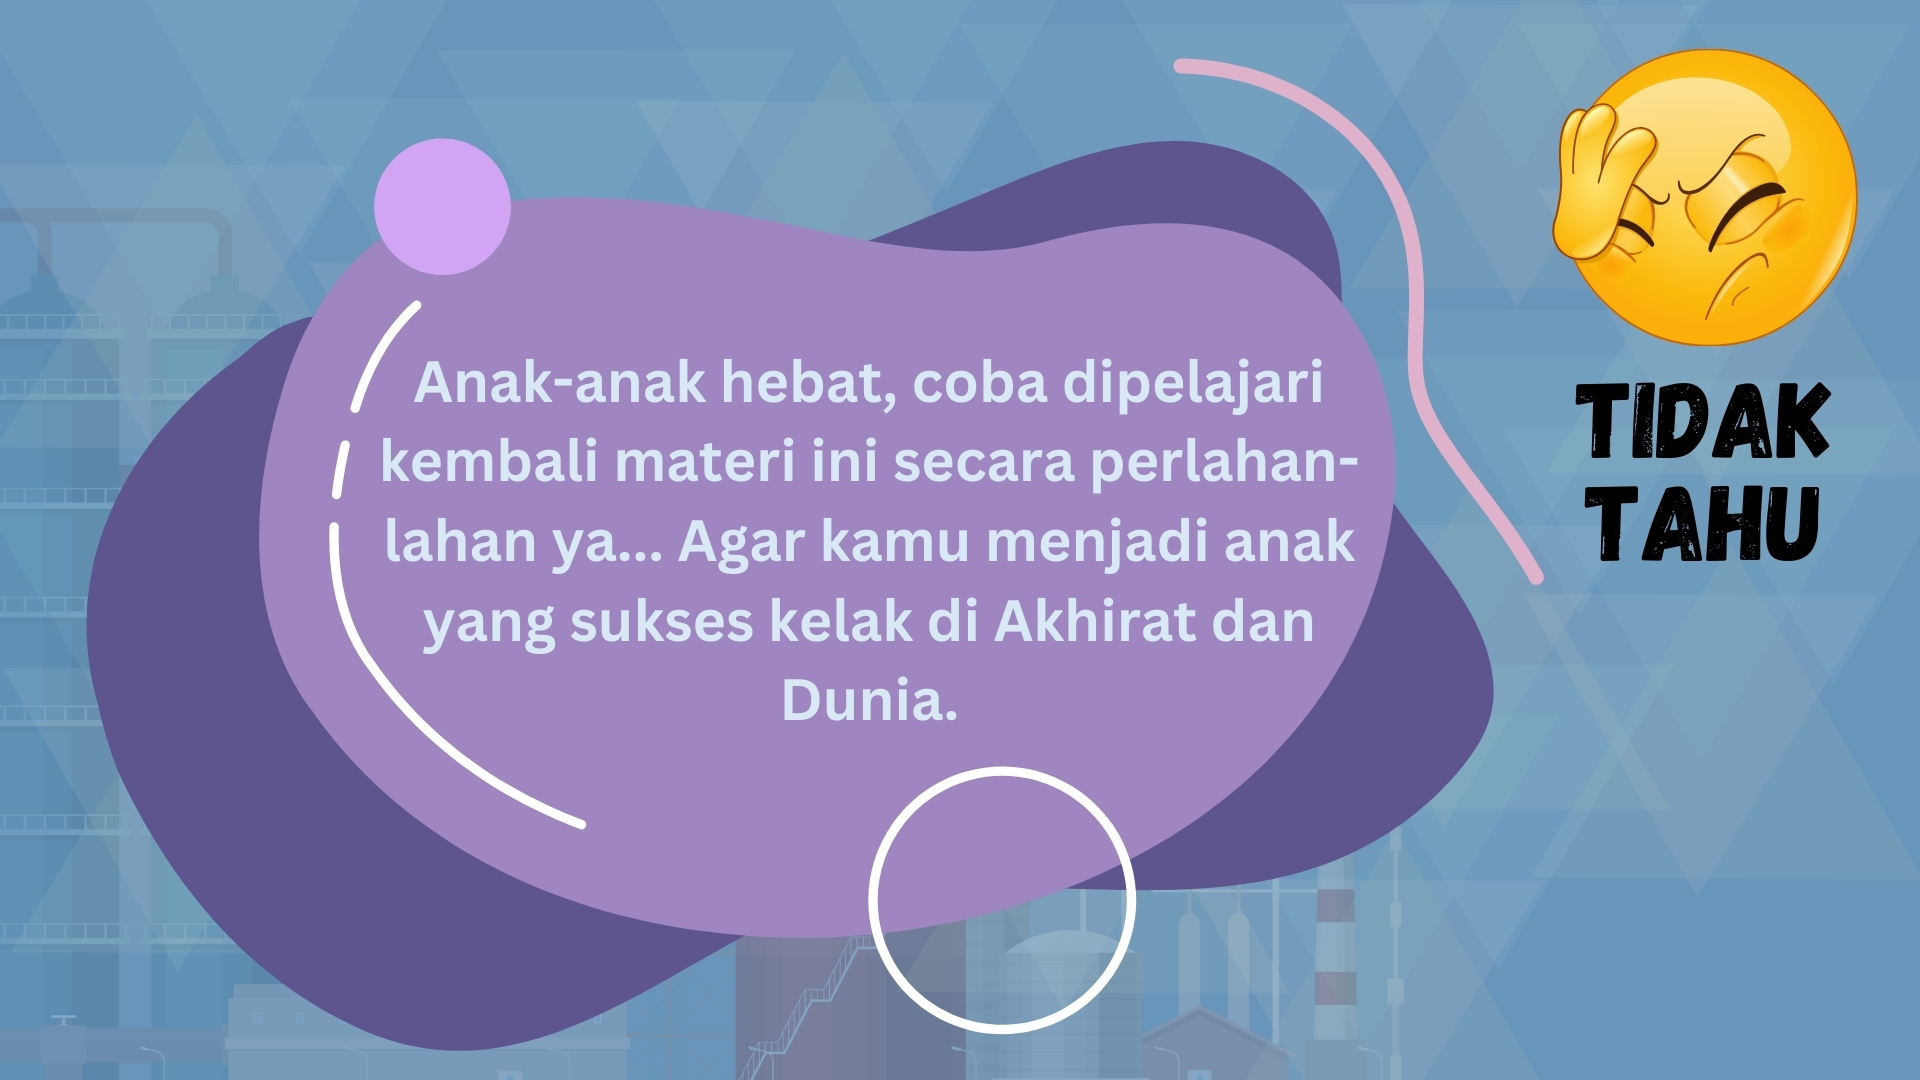 Anak-anak hebat, coba dipelajari
kembali materi ini secara perlahan-
lahan ya... Agar kamu menjadi anak
yang sukses kelak di Akhirat dan
Dunia.
TIDAK
TAHU